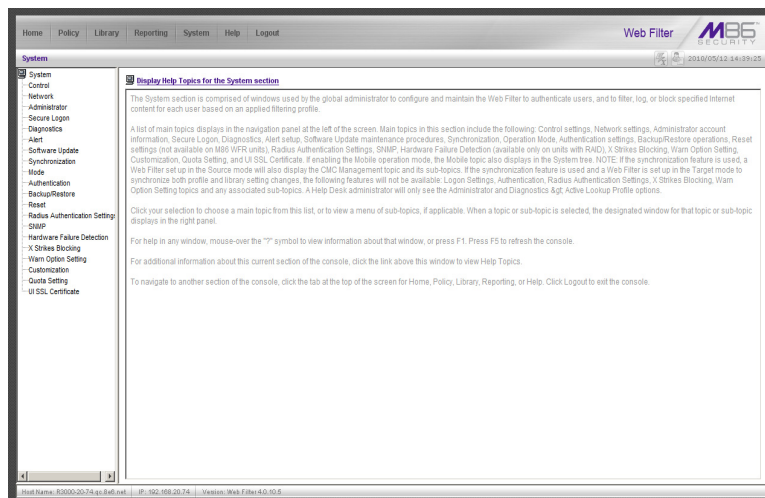 Home Policy Library Reporting System Help Logout
Web Filter
M86
SECURITY
System
2010/05/12 14:39:25
System
Control
Network
Administrator
Secure Logon
Diagnostics
Alert
Software Update
Synchronization
Mode
Authentication
Backup/Restore
Reset
Radius Authentication Settings
SNMP
Hardware Failure Detection
X Strikes Blocking
Warn Option Setting
Customization
Quota Setting
UI SSL Certificate
Display Help Topics for the System section
The System section is comprised of windows used by the global administrator to configure and maintain the Web Filter to authenticate users, and to filter, log, or block specified Internet
content for each user based on an applied filtering profile.
A list of main topics displays in the navigation panel at the left of the screen. Main topics in this section include the following: Control settings, Network settings, Administrator account
information, Secure Logon, Diagnostics, Alert setup, Software Update maintenance procedures, Synchronization, Operation Mode, Authentication settings, Backup/Restore operations, Reset
settings (not available on M86 WFR units), Radius Authentication Settings, SNMP, Hardware Failure Detection (available only on units with RAID), X Strikes Blocking, Warn Option Setting,
Customization, Quota Setting, and UI SSL Certificate. If enabling the Mobile operation mode, the Mobile topic also displays in the System tree. NOTE: If the synchronization feature is used, a
Web Filter set up in the Source mode will also display the CMC Management topic and its sub-topics. If the synchronization feature is used and a Web Filter is set up in the Target mode to
synchronize both profile and library setting changes, the following features will not be available: Logon Settings, Authentication, Radius Authentication Settings, X Strikes Blocking, Warn
Option Setting topics and any associated sub-topics. A Help Desk administrator will only see the Administrator and Diagnostics &gt; Active Lookup Profile options.
Click your selection to choose a main topic from this list, or to view a menu of sub-topics, if applicable. When a topic or sub-topic is selected, the designated window for that topic or sub-topic
displays in the right panel.
For help in any window, mouse-over the "?" symbol to view information about that window, or press F1. Press F5 to refresh the console.
For additional information about this current section of the console, click the link above this window to view Help Topics.
To navigate to another section of the console, click the tab at the top of the screen for Home, Policy, Library, Reporting, or Help. Click Logout to exit the console.
Host Name: R3000-20-74.qc.8e6.net IP: 192.168.20.74 Version: Web Filter 4.0.10.5